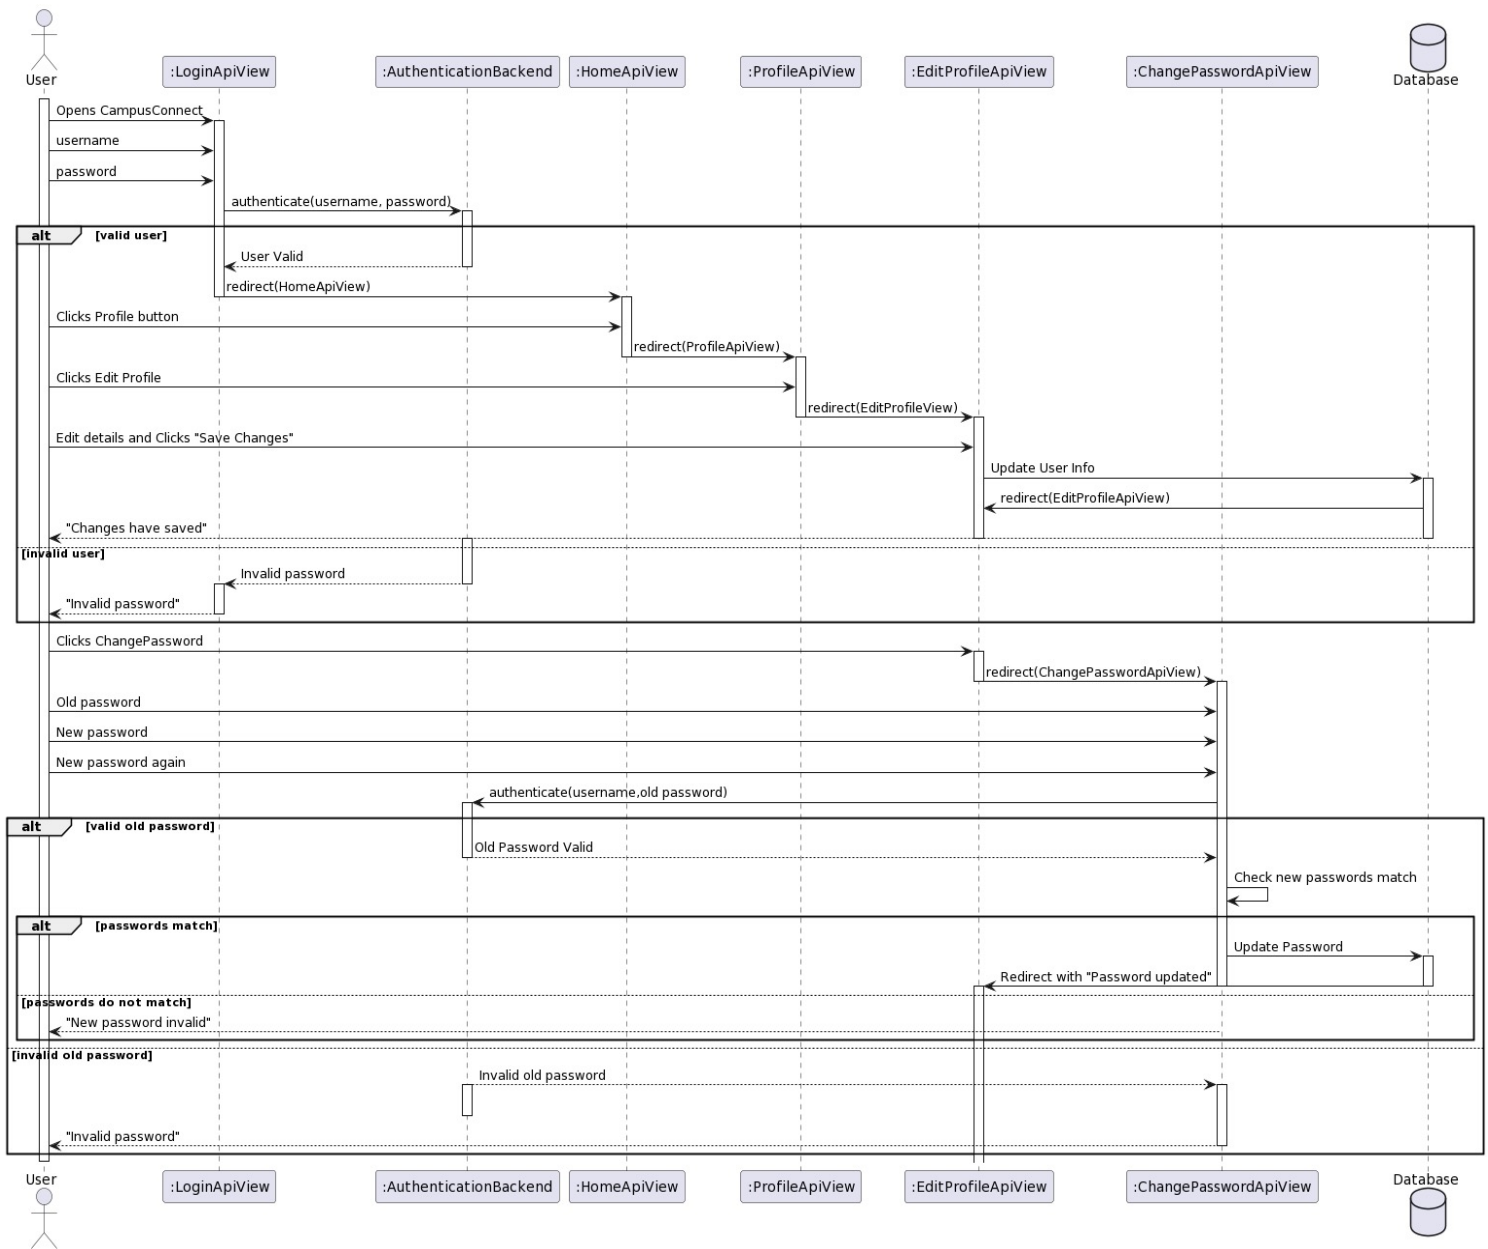 User
:LoginApiView
:AuthenticationBackend
:HomeApiView
:ProfileApiView
:EditProfileApiView
:ChangePasswordApiView
Database
Opens CampusConnect
username
password
authenticate(username, password)
alt
[valid user]
User Valid
redirect(HomeApiView)
Clicks Profile button
redirect(ProfileApiView)
Clicks Edit Profile
redirect(EditProfileView)
Edit details and Clicks "Save Changes"
Update User Info
redirect(EditProfileApiView)
"Changes have saved"
[invalid user]
Invalid password
"Invalid password"
Clicks ChangePassword
redirect(ChangePasswordApiView)
Old password
New password
New password again
authenticate(username,old password)
alt
[valid old password]
Old Password Valid
Check new passwords match
alt
[passwords match]
Update Password
Redirect with "Password updated"
[passwords do not match]
"New password invalid"
[invalid old password]
Invalid old password
"Invalid password"
User
:LoginApiView
:AuthenticationBackend
:HomeApiView
:ProfileApiView
:EditProfileApiView
:ChangePasswordApiView
Database